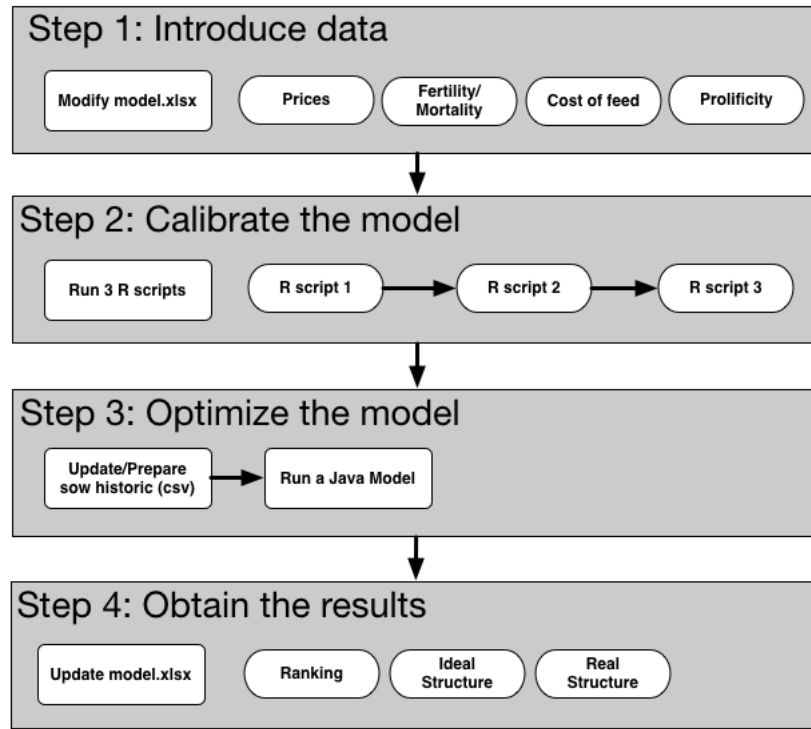 Step 1: Introduce data
Modify model.xlsx
Prices
Fertility/
Mortality
Cost of feed
Prolificity
Step 2: Calibrate the model
Run 3 R scripts
R script 1
R script 2
R script 3
Step 3: Optimize the model
Update/Prepare
sow historic (csv)
Run a Java Model
Step 4: Obtain the results
Update model.xlsx
Ranking
Ideal
Structure
Real
Structure